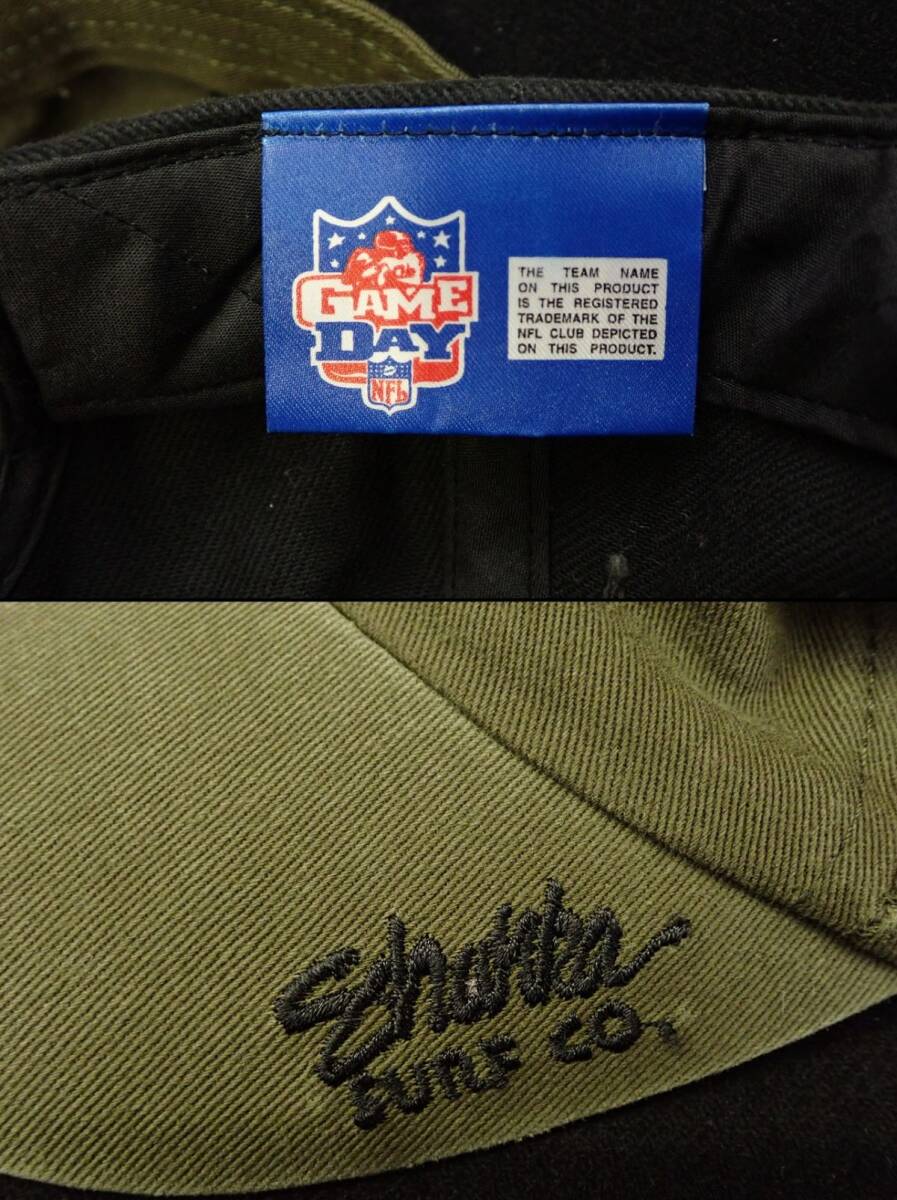 GAME
DAY
NFL
THE TEAM NAME
ON THIS PRODUCT
IS THE REGISTERED
TRADEMARK OF THE
NFL CLUB DEPICTED
ON THIS PRODUCT.
SURF CO.